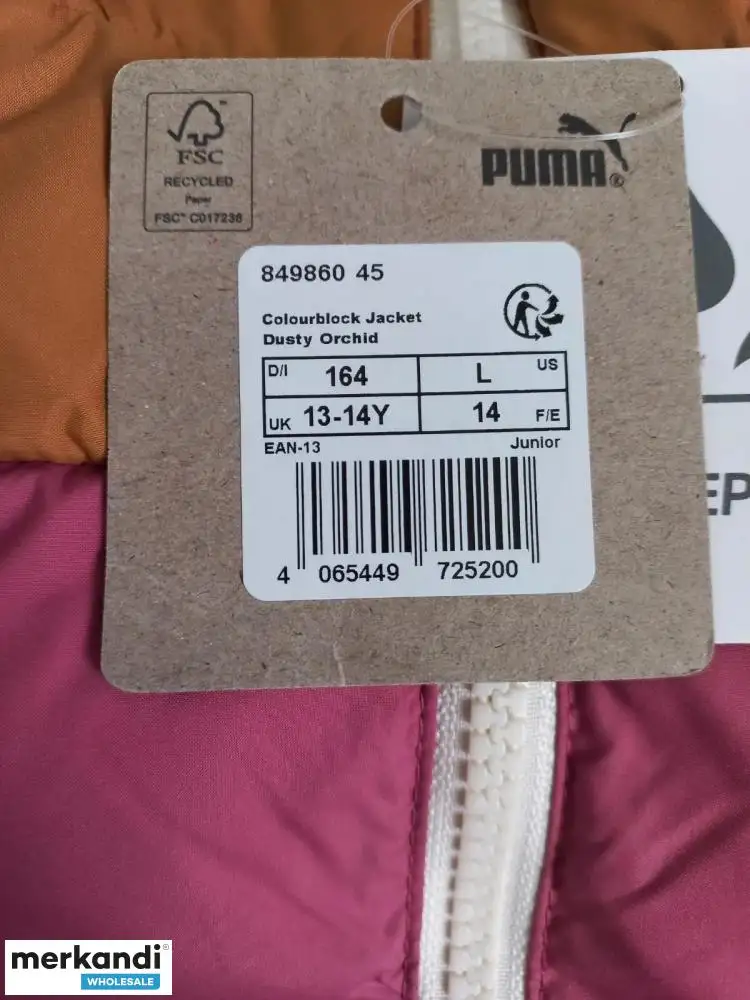 FSC
RECYCLED
Paper
FSC® C017236
PUMA®
849860 45
Colourblock Jacket
Dusty Orchid
D/I 164 L US
UK 13-14Y 14 F/E
EAN-13 Junior
4 065449 725200
EP
merkandi®
WHOLESALE